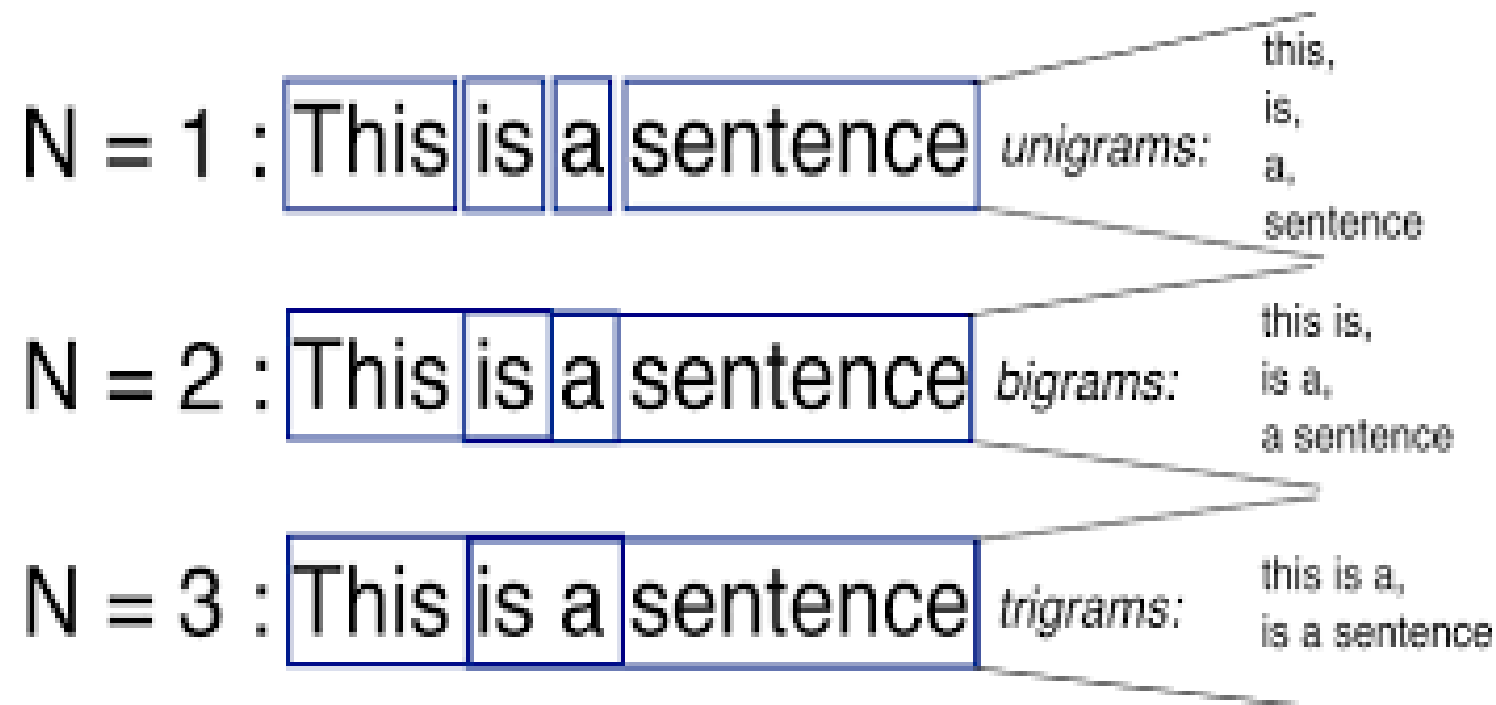 N = 1 : This is a sentence unigrams:
this,
is,
a,
sentence
N = 2 : This is a sentence bigrams:
this is,
is a,
a sentence
N = 3 : This is a sentence trigrams:
this is a,
is a sentence